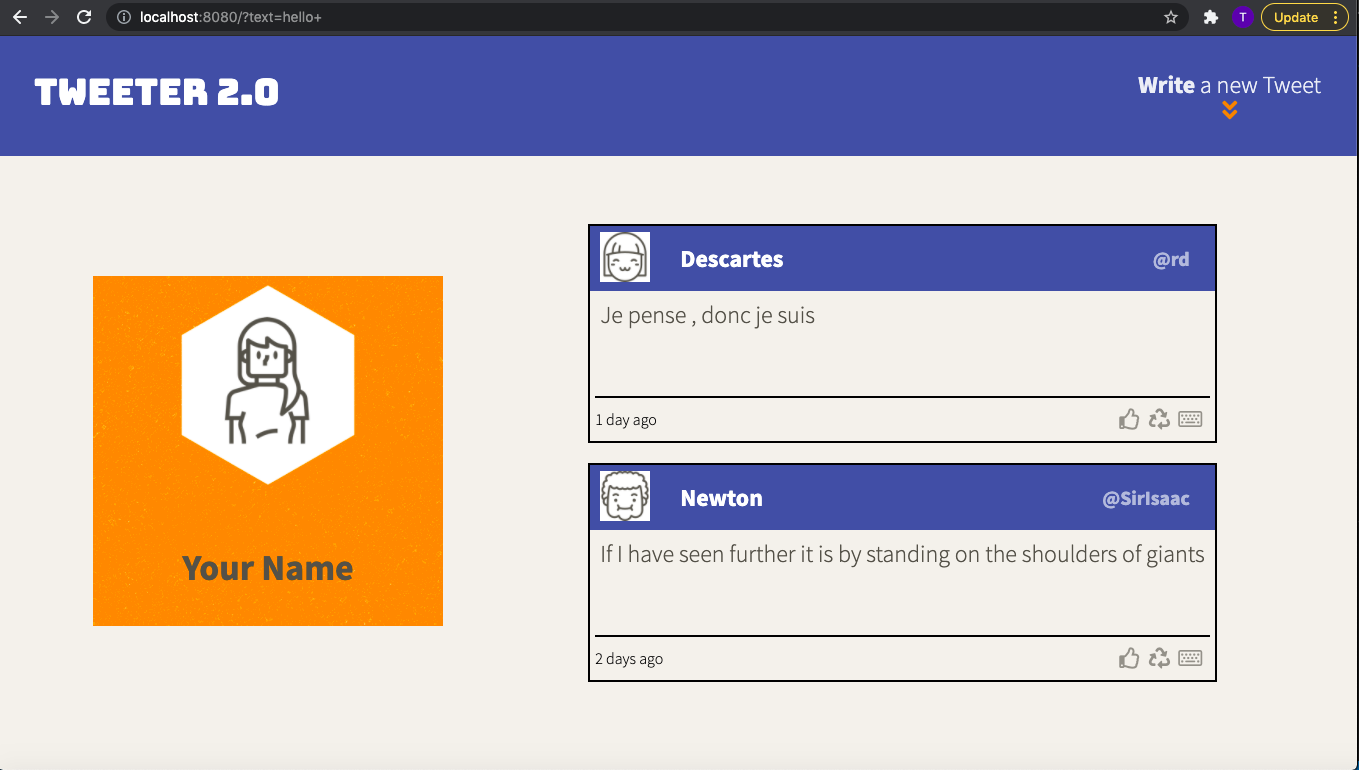 localhost:8080/?text=hello+
T
Update
TWEETER 2.0
Write a new Tweet
Descartes
@rd
Je pense , donc je suis
1 day ago
Your Name
Newton
@SirIsaac
If I have seen further it is by standing on the shoulders of giants
2 days ago